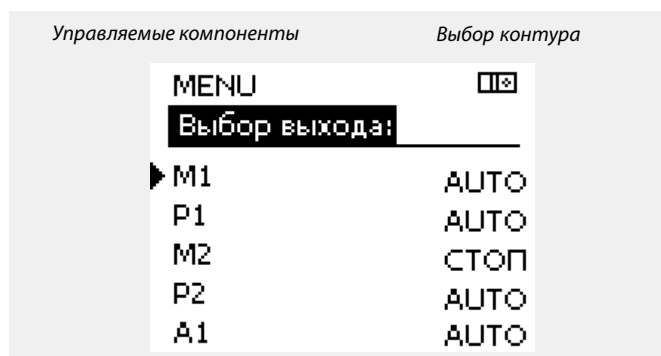 Управляемые компоненты Выбор контура
MENU
Выбор выхода:
M1 AUTO
P1 AUTO
M2 СТОП
P2 AUTO
A1 AUTO